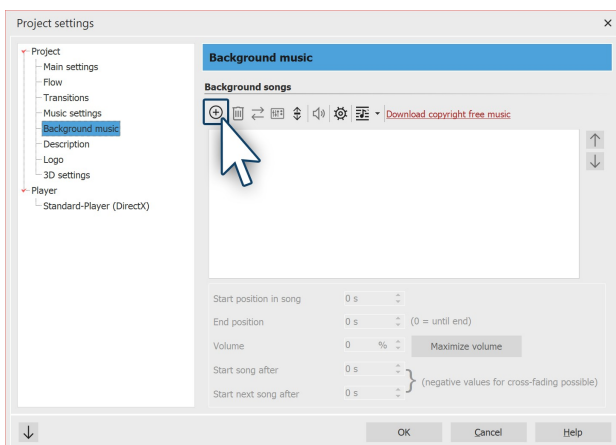 Project settings
Project
Main settings
Flow
Transitions
Music settings
Background music
Description
Logo
3D settings
Player
Standard-Player (DirectX)
Background music
Background songs
Download copyright free music
Start position in song 0 s
End position 0 s (0 = until end)
Volume 0 % Maximize volume
Start song after 0 s
(negative values for cross-fading possible)
Start next song after 0 s
OK Cancel Help